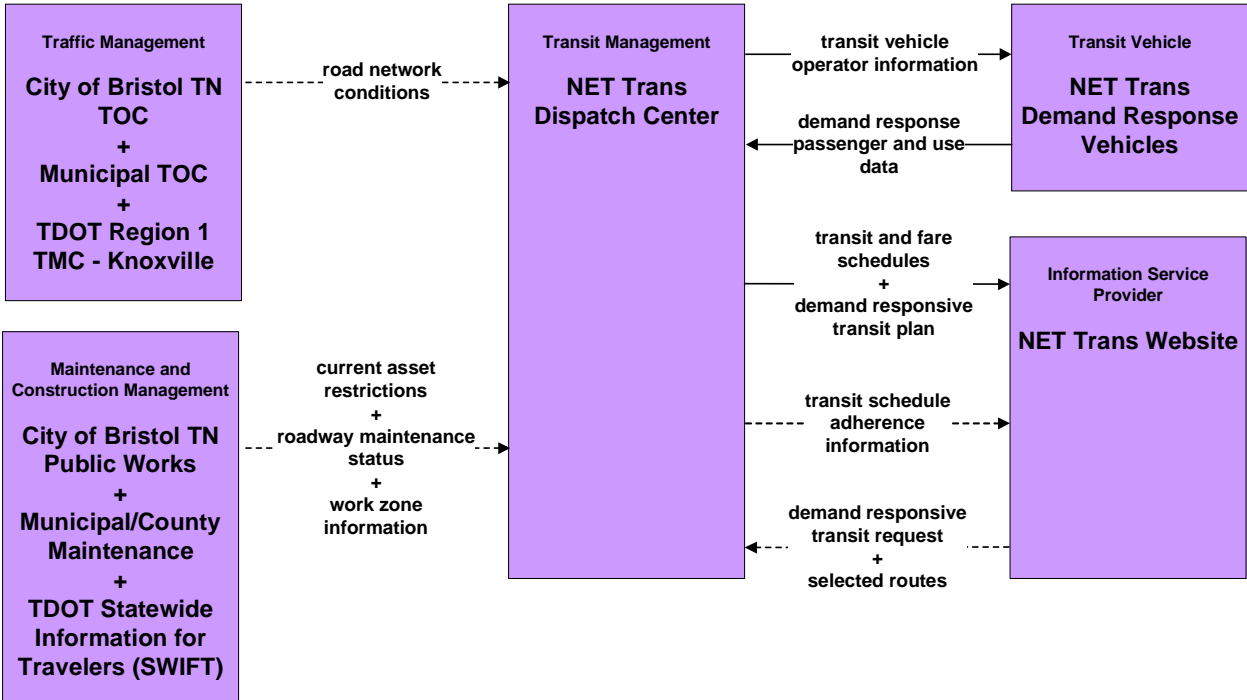 Traffic Management
City of Bristol TN
TOC
+
Municipal TOC
+
TDOT Region 1
TMC - Knoxville
road network
conditions
Transit Management
NET Trans
Dispatch Center
transit vehicle
operator information
demand response
passenger and use
data
Transit Vehicle
NET Trans
Demand Response
Vehicles
Maintenance and
Construction Management
City of Bristol TN
Public Works
+
Municipal/County
Maintenance
+
TDOT Statewide
Information for
Travelers (SWIFT)
current asset
restrictions
+
roadway maintenance
status
+
work zone
information
transit and fare
schedules
+
demand responsive
transit plan
transit schedule
adherence
information
demand responsive
transit request
+
selected routes
Information Service
Provider
NET Trans Website